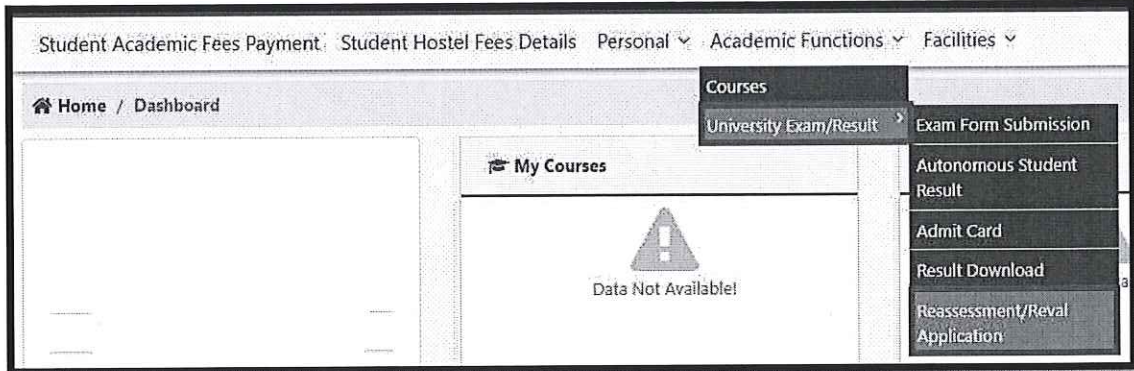 Student Academic Fees Payment Student Hostel Fees Details Personal Academic Functions Facilities
Home / Dashboard
Courses
University Exam/Result
Exam Form Submission
Autonomous Student
Result
Admit Card
Result Download
Reassessment/Reval
Application
My Courses
Data Not Available!